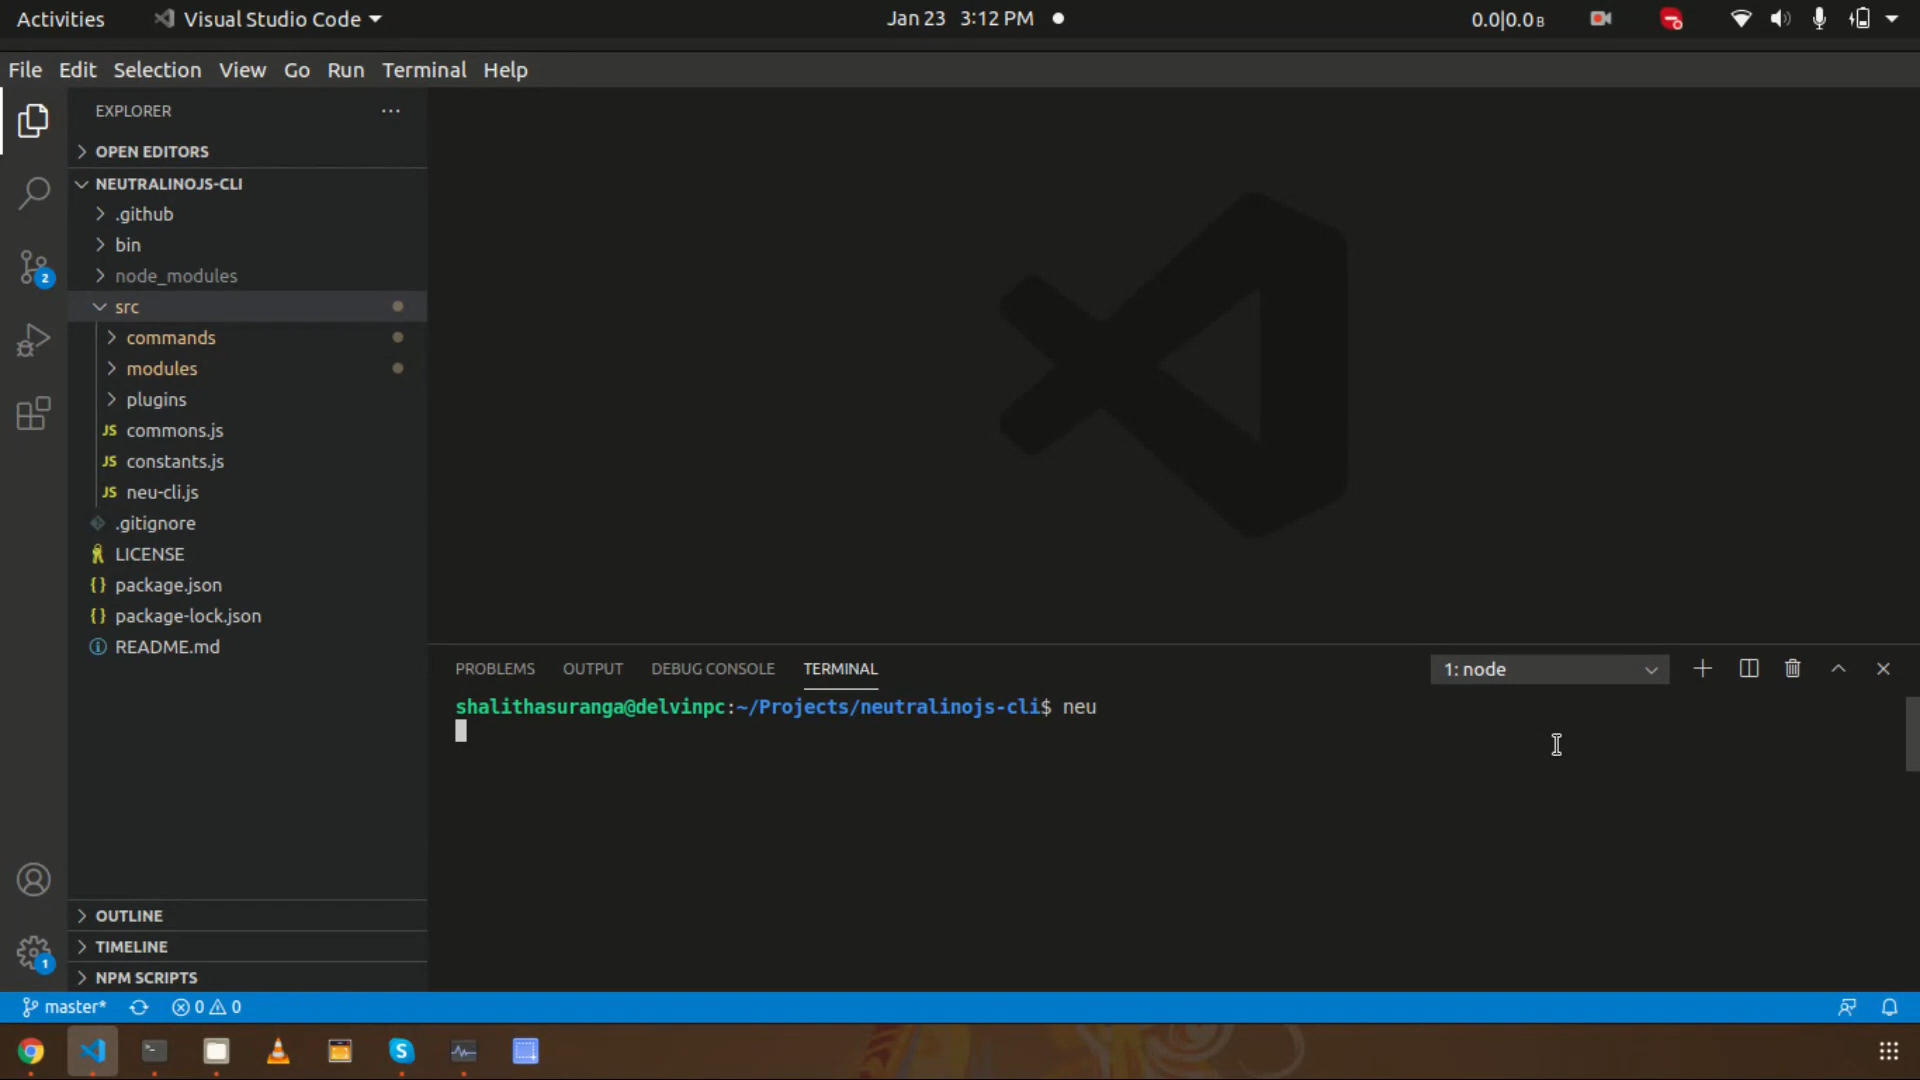 Activities
Visual Studio Code
Jan 23 3:12 PM
0.0|0.0 B
File Edit Selection View Go Run Terminal Help
EXPLORER
OPEN EDITORS
NEUTRALINOJS-CLI
.github
bin
node_modules
2
src
commands
modules
plugins
JS commons.js
JS constants.js
JS neu-cli.js
.gitignore
LICENSE
{} package.json
{} package-lock.json
README.md
PROBLEMS OUTPUT DEBUG CONSOLE TERMINAL
1: node
shalithasuranga@delvinpc:~/Projects/neutralinojs-cli$ neu
OUTLINE
TIMELINE
1
NPM SCRIPTS
master* 0 0